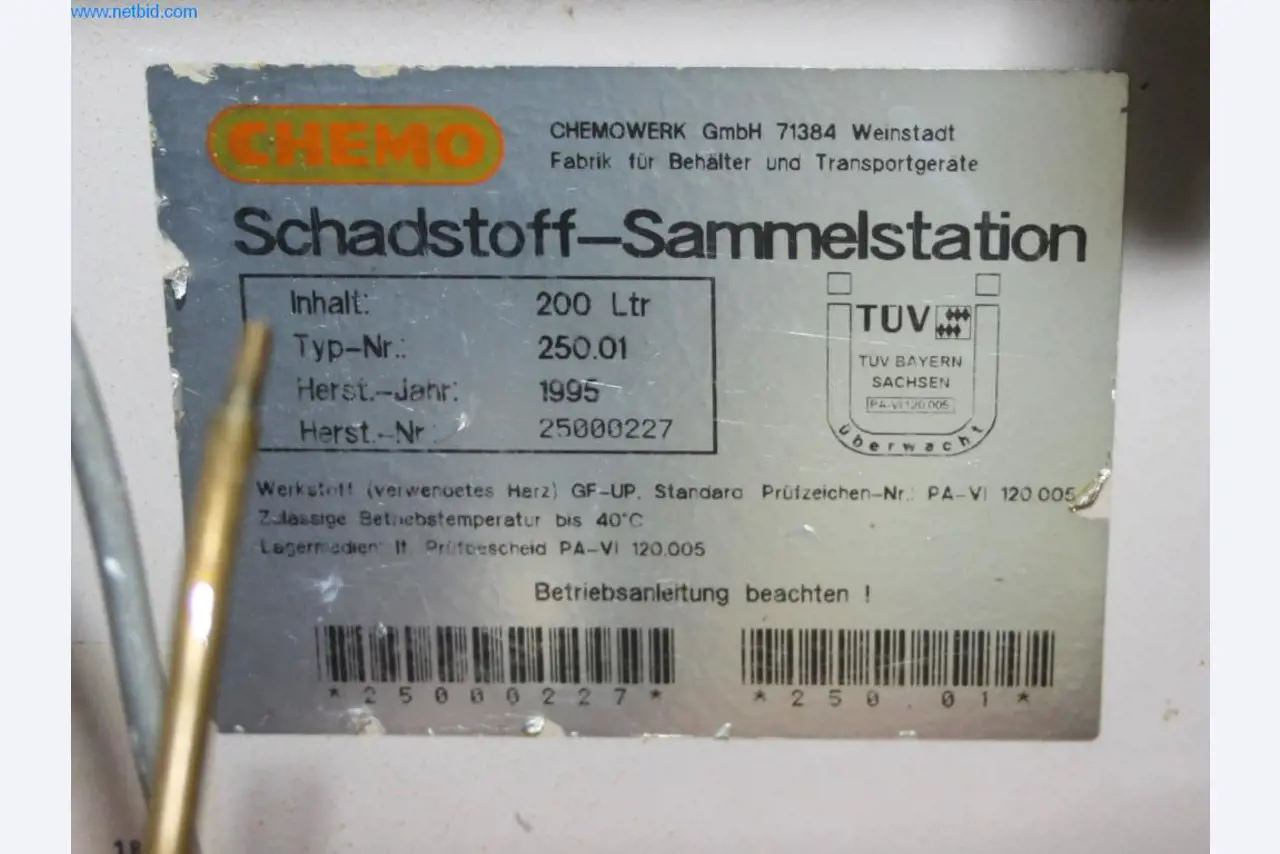 www.netbid.com
CHEMO
CHEMOWERK GmbH 71384 Weinstadt
Fabrik für Behälter und Transportgeräte
Schadstoff-Sammelstation
Inhalt: 200 Ltr
Typ-Nr.: 250.01
Herst.-Jahr: 1995
Herst.-Nr 25000227
TÜV
TÜV BAYERN
SACHSEN
PA-VI 120.005
überwacht
Werkstoff (verwendetes Harz) GF-UP, Standard Prüfzeichen-Nr.: PA-VI 120.005
Zulässige Betriebstemperatur bis 40°C
Lagermedien lt. Prüfbescheid PA-VI 120.005
Betriebsanleitung beachten !
*25000227* *250.01*
18